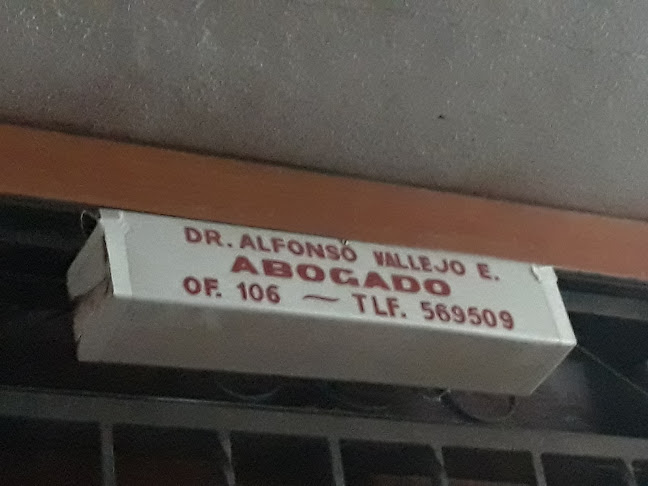 DR. ALFONSO VALLEJO E.
ABOGADO
OF. 106 — TLF. 569509